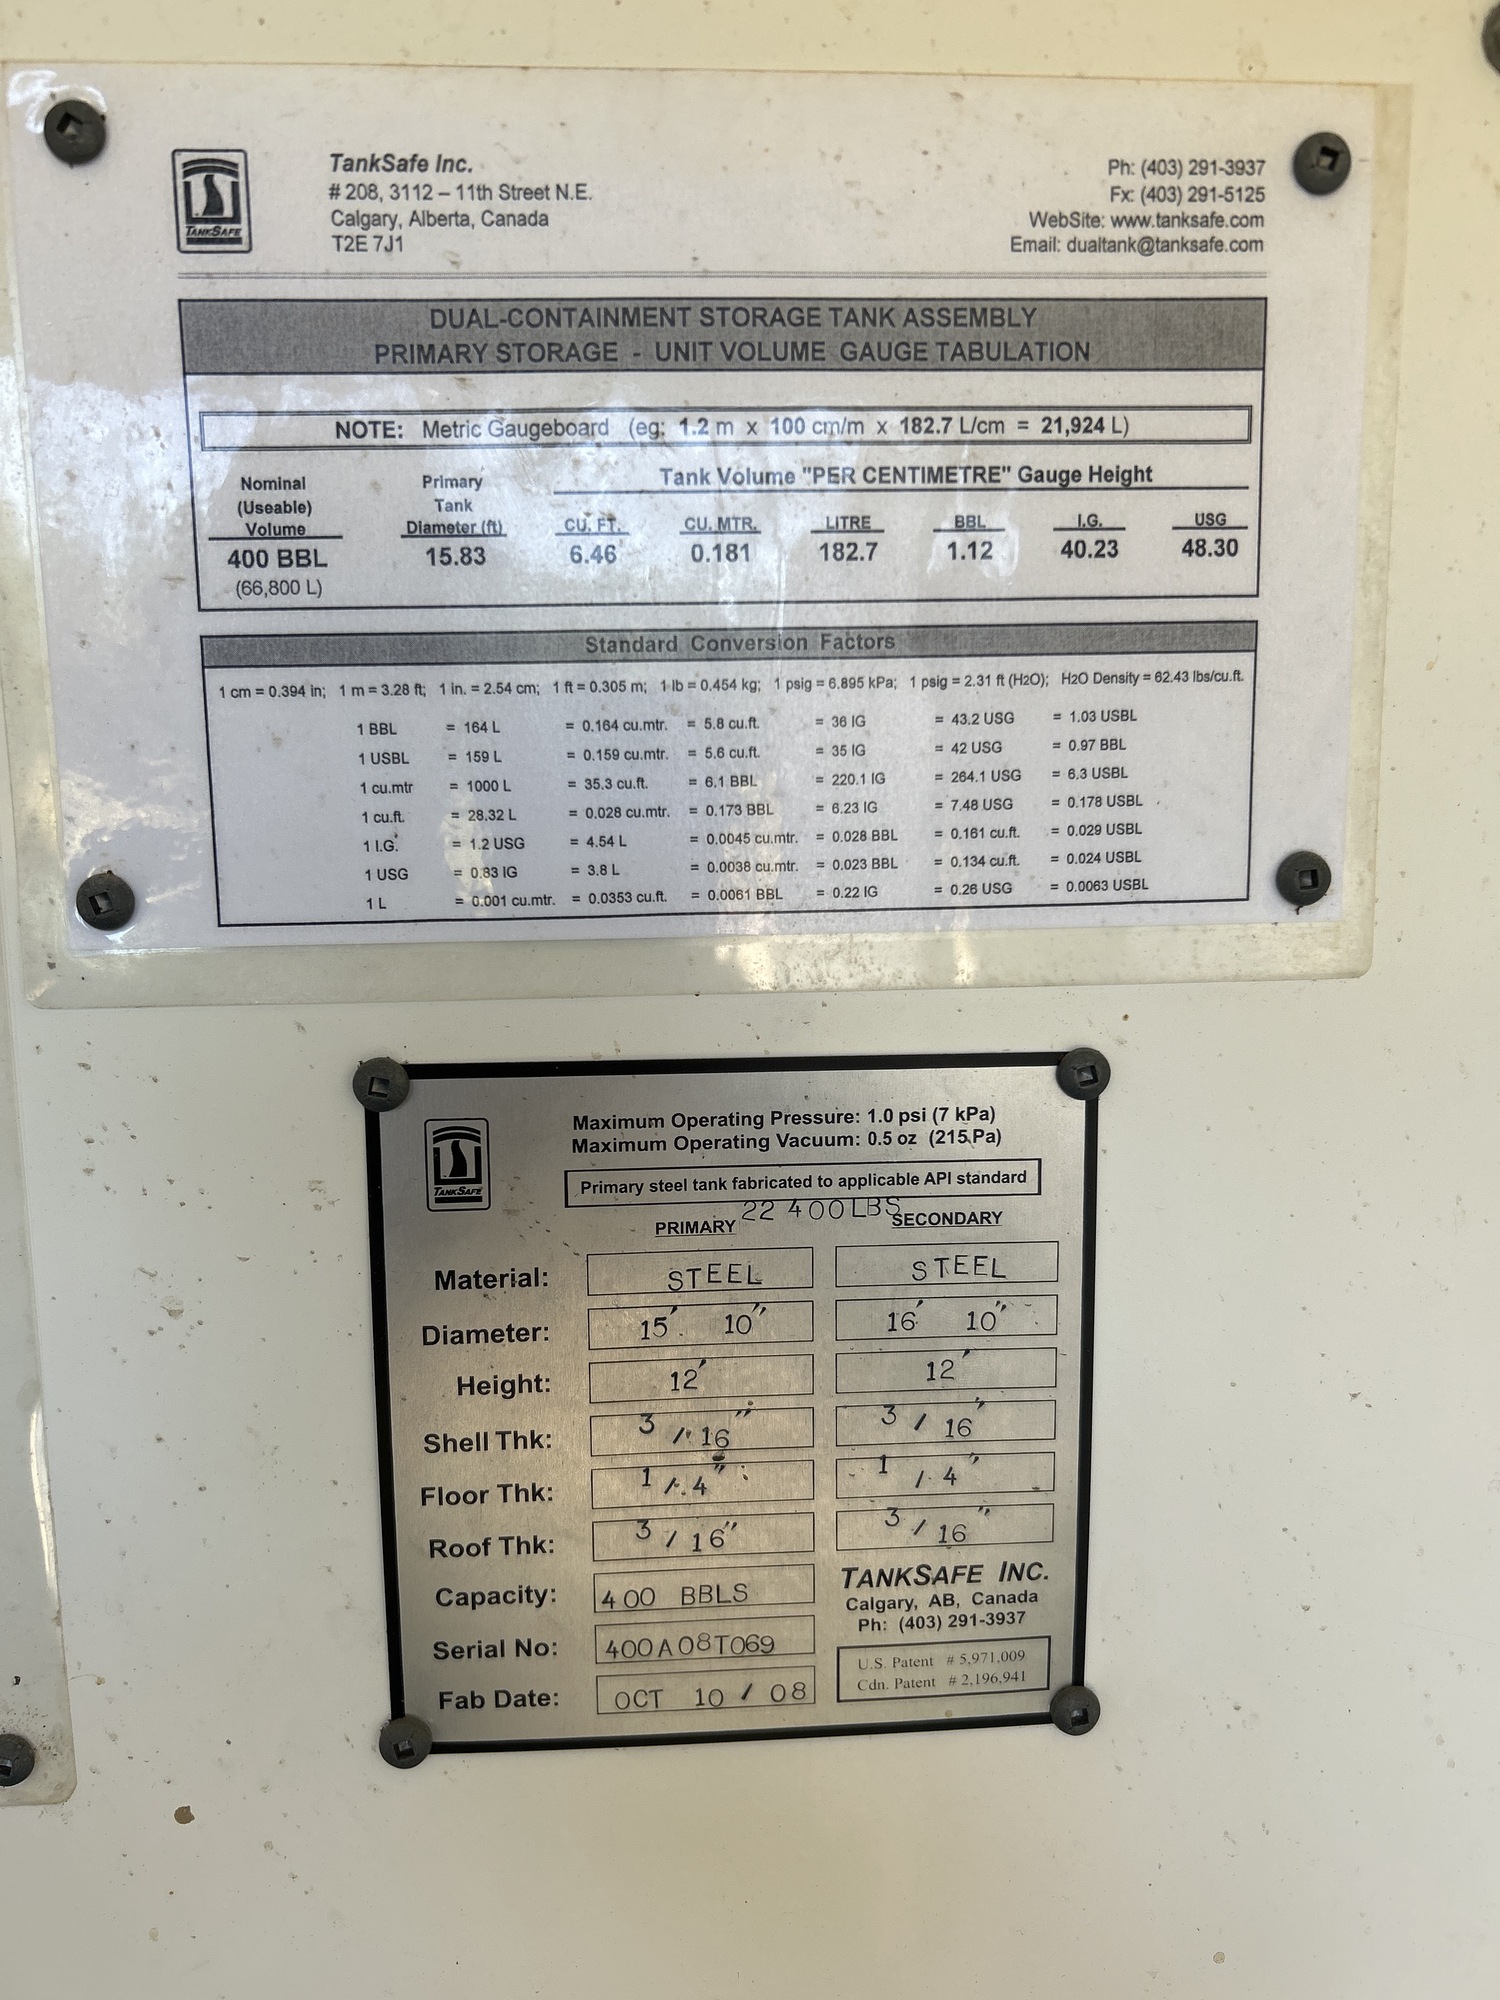 TANKSAFE
TankSafe Inc.
# 208, 3112 – 11th Street N.E.
Calgary, Alberta, Canada
T2E 7J1
Ph: (403) 291-3937
Fx: (403) 291-5125
WebSite: www.tanksafe.com
Email: dualtank@tanksafe.com
DUAL-CONTAINMENT STORAGE TANK ASSEMBLY
PRIMARY STORAGE - UNIT VOLUME GAUGE TABULATION
NOTE: Metric Gaugeboard (eg: 1.2 m x 100 cm/m x 182.7 L/cm = 21,924 L)
Nominal (Useable) Volume Primary Tank Diameter (ft) Tank Volume "PER CENTIMETRE" Gauge Height
CU. FT. CU. MTR. LITRE BBL I.G. USG
400 BBL 15.83 6.46 0.181 182.7 1.12 40.23 48.30
(66,800 L)
Standard Conversion Factors
1 cm = 0.394 in; 1 m = 3.28 ft; 1 in. = 2.54 cm; 1 ft = 0.305 m; 1 lb = 0.454 kg; 1 psig = 6.895 kPa; 1 psig = 2.31 ft (H2O); H2O Density = 62.43 lbs/cu.ft.
1 BBL = 164 L = 0.164 cu.mtr. = 5.8 cu.ft. = 36 IG = 43.2 USG = 1.03 USBL
1 USBL = 159 L = 0.159 cu.mtr. = 5.6 cu.ft. = 35 IG = 42 USG = 0.97 BBL
1 cu.mtr = 1000 L = 35.3 cu.ft. = 6.1 BBL = 220.1 IG = 264.1 USG = 6.3 USBL
1 cu.ft. = 28.32 L = 0.028 cu.mtr. = 0.173 BBL = 6.23 IG = 7.48 USG = 0.178 USBL
1 I.G. = 1.2 USG = 4.54 L = 0.0045 cu.mtr. = 0.028 BBL = 0.161 cu.ft. = 0.029 USBL
1 USG = 0.83 IG = 3.8 L = 0.0038 cu.mtr. = 0.023 BBL = 0.134 cu.ft. = 0.024 USBL
1 L = 0.001 cu.mtr. = 0.0353 cu.ft. = 0.0061 BBL = 0.22 IG = 0.26 USG = 0.0063 USBL
TANKSAFE
Maximum Operating Pressure: 1.0 psi (7 kPa)
Maximum Operating Vacuum: 0.5 oz (215 Pa)
Primary steel tank fabricated to applicable API standard
22 400 LBS
PRIMARY SECONDARY
Material: STEEL STEEL
Diameter: 15' 10" 16' 10"
Height: 12' 12'
Shell Thk: 3/16" 3/16"
Floor Thk: 1/4" 1/4"
Roof Thk: 3/16" 3/16"
Capacity: 400 BBLS
Serial No: 400A08T069
Fab Date: OCT 10 / 08
TANKSAFE INC.
Calgary, AB, Canada
Ph: (403) 291-3937
U.S. Patent # 5,971,009
Cdn. Patent # 2,196,941